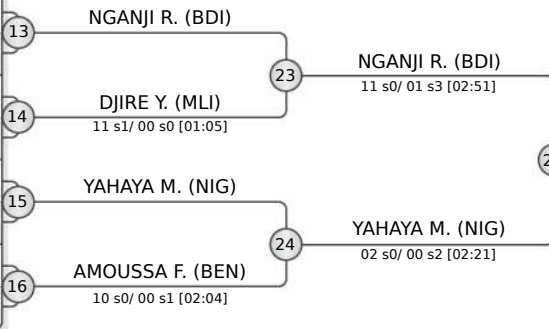 NGANJI R. (BDI)
13
23
NGANJI R. (BDI)
11 s0/ 01 s3 [02:51]
DJIRE Y. (MLI)
14
11 s1/ 00 s0 [01:05]
YAHAYA M. (NIG)
15
24
YAHAYA M. (NIG)
02 s0/ 00 s2 [02:21]
AMOUSSA F. (BEN)
16
10 s0/ 00 s1 [02:04]